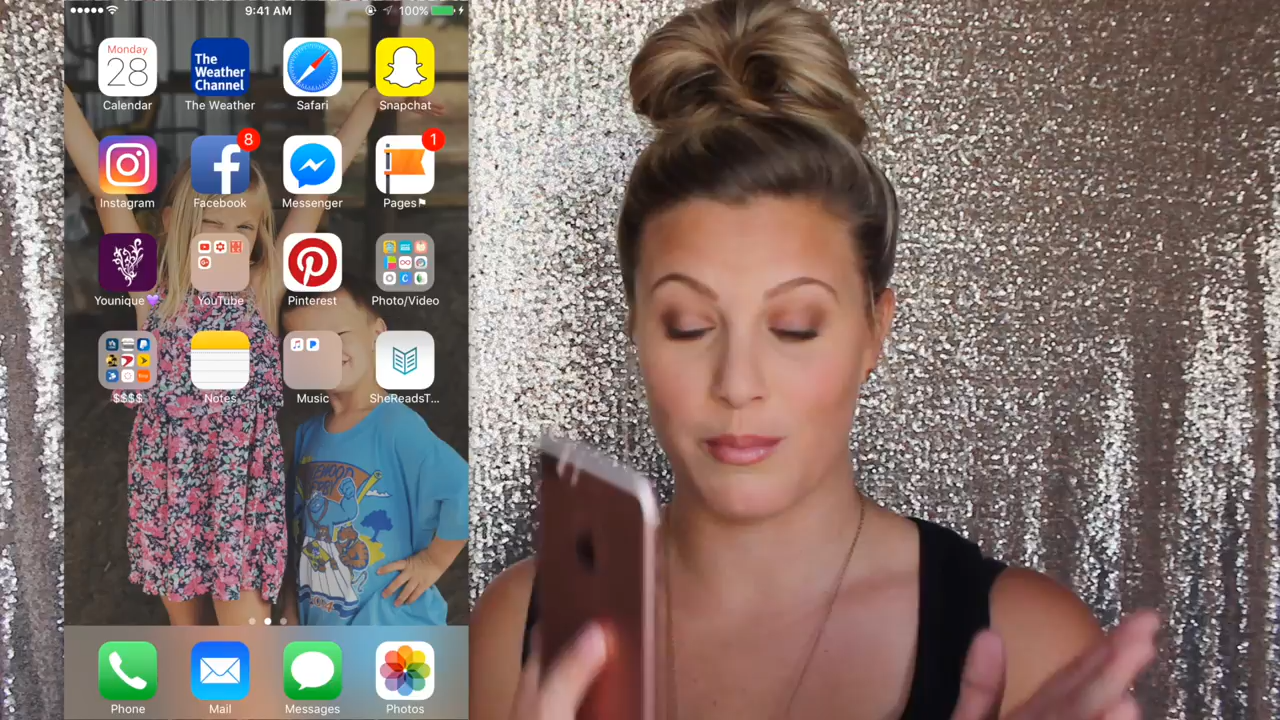 9:41 AM
100%
Monday
28
The
Weather
Channel
Calendar
The Weather
Safari
Snapchat
8
1
Instagram
Facebook
Messenger
Pages
Younique
YouTube
Pinterest
Photo/Video
$$$$
Notes
Music
SheReadsT...
Phone
Mail
Messages
Photos